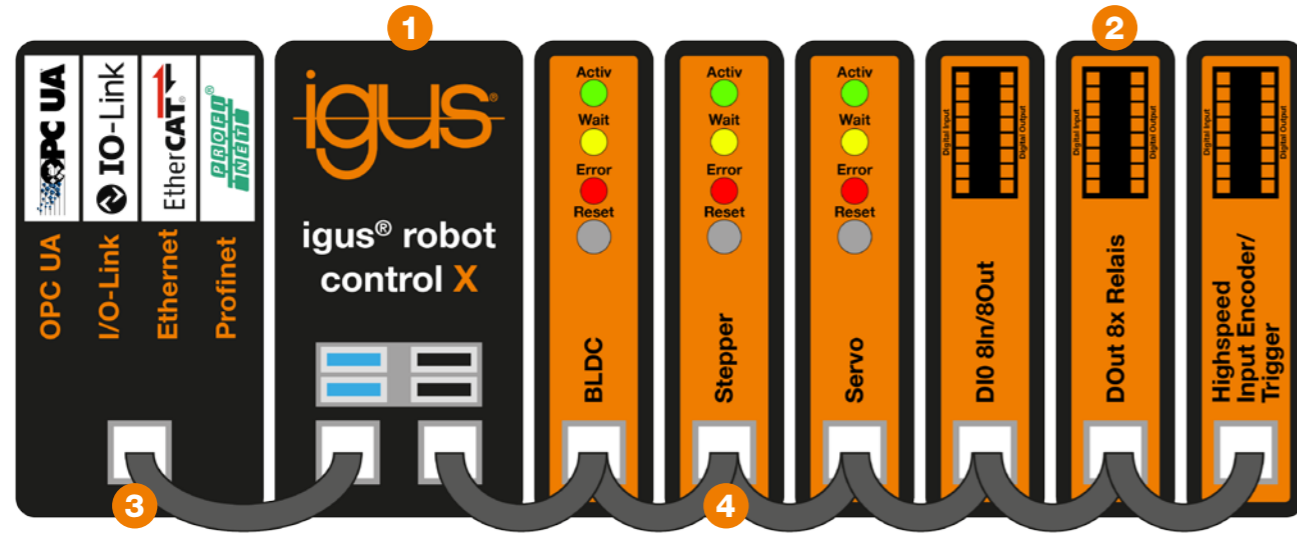 1
2
OPC UA
IO-Link
EtherCAT®
PROFI®
NET
OPC UA
I/O-Link
Ethernet
Profinet
igus®
igus® robot
control X
Activ
Wait
Error
Reset
BLDC
Activ
Wait
Error
Reset
Stepper
Activ
Wait
Error
Reset
Servo
Digital Input
Digital Output
DI0 8In/8Out
Digital Input
Digital Output
DOut 8x Relais
Digital Input
Digital Output
Highspeed
Input Encoder/
Trigger
3
4